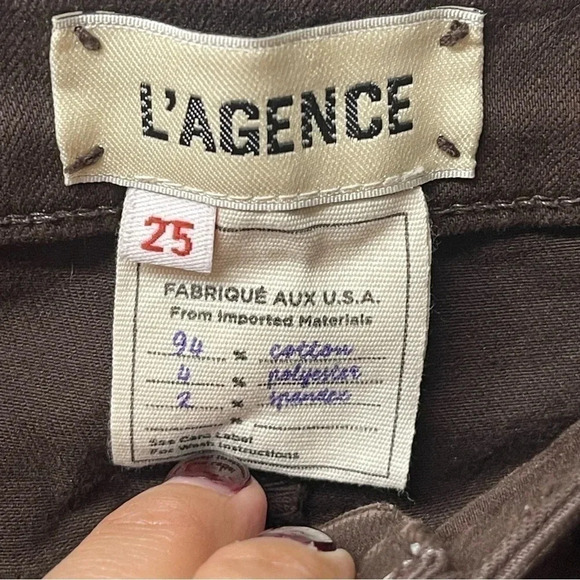 L'AGENCE
25
FABRIQUÉ AUX U.S.A.
From Imported Materials
94 % cotton
4 % polyester
2 % spandex
%
See Care Label
For Wash Instructions